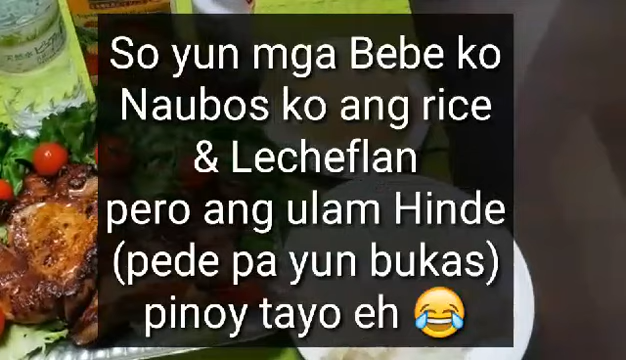 So yun mga Bebe ko
Naubos ko ang rice
& Lecheflan
pero ang ulam Hinde
(pede pa yun bukas)
pinoy tayo eh 😂